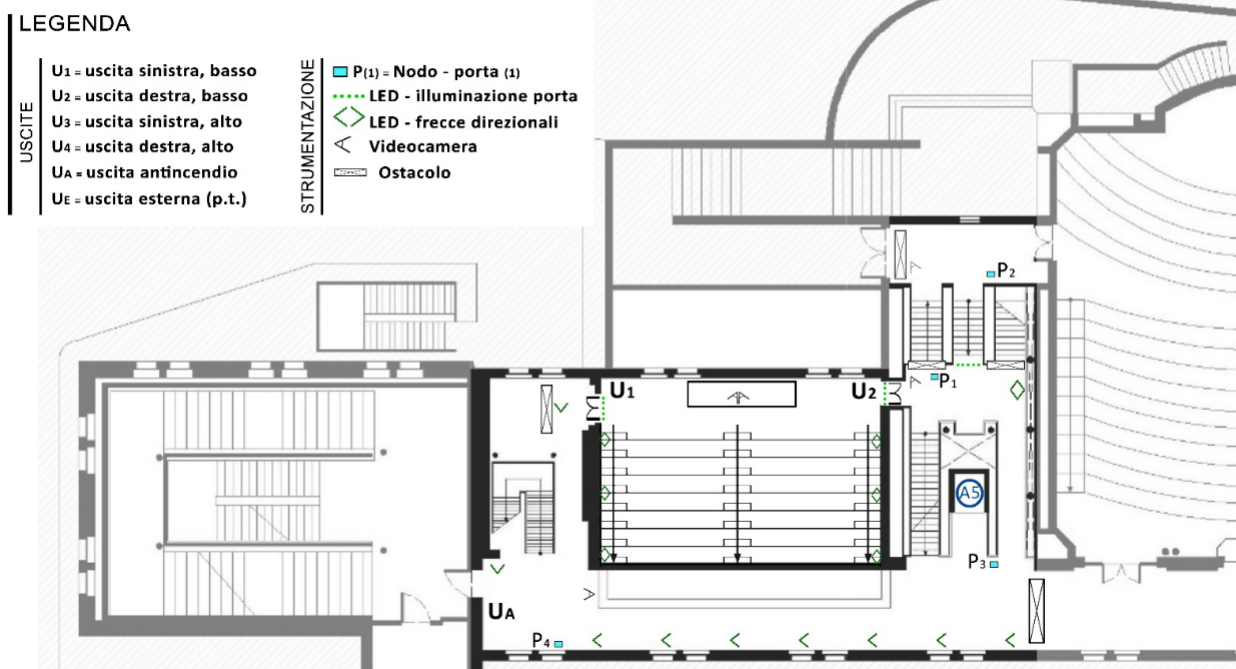 LEGENDA
USCITE
U1 = uscita sinistra, basso
U2 = uscita destra, basso
U3 = uscita sinistra, alto
U4 = uscita destra, alto
UA = uscita antincendio
UE = uscita esterna (p.t.)
STRUMENTAZIONE
P(1) = Nodo - porta (1)
LED - illuminazione porta
LED - frecce direzionali
Videocamera
Ostacolo
P2
U1
U2
P1
A5
P3
UA
P4